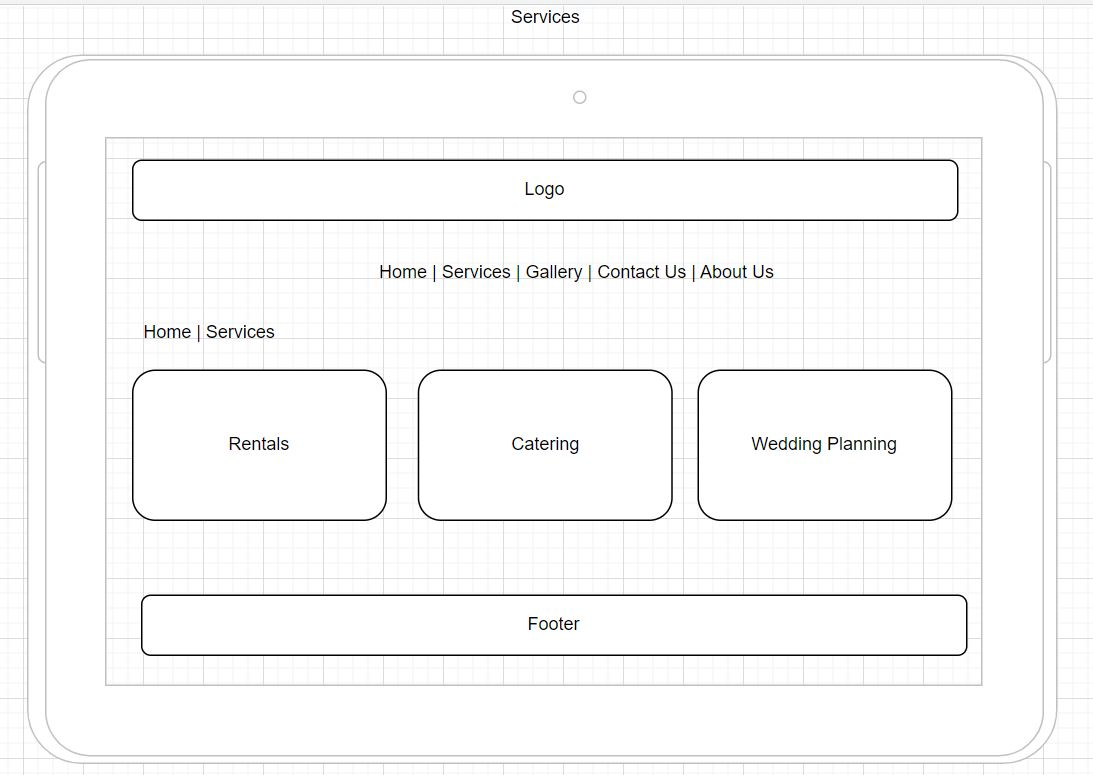 Services
Logo
Home | Services | Gallery | Contact Us | About Us
Home | Services
Rentals
Catering
Wedding Planning
Footer